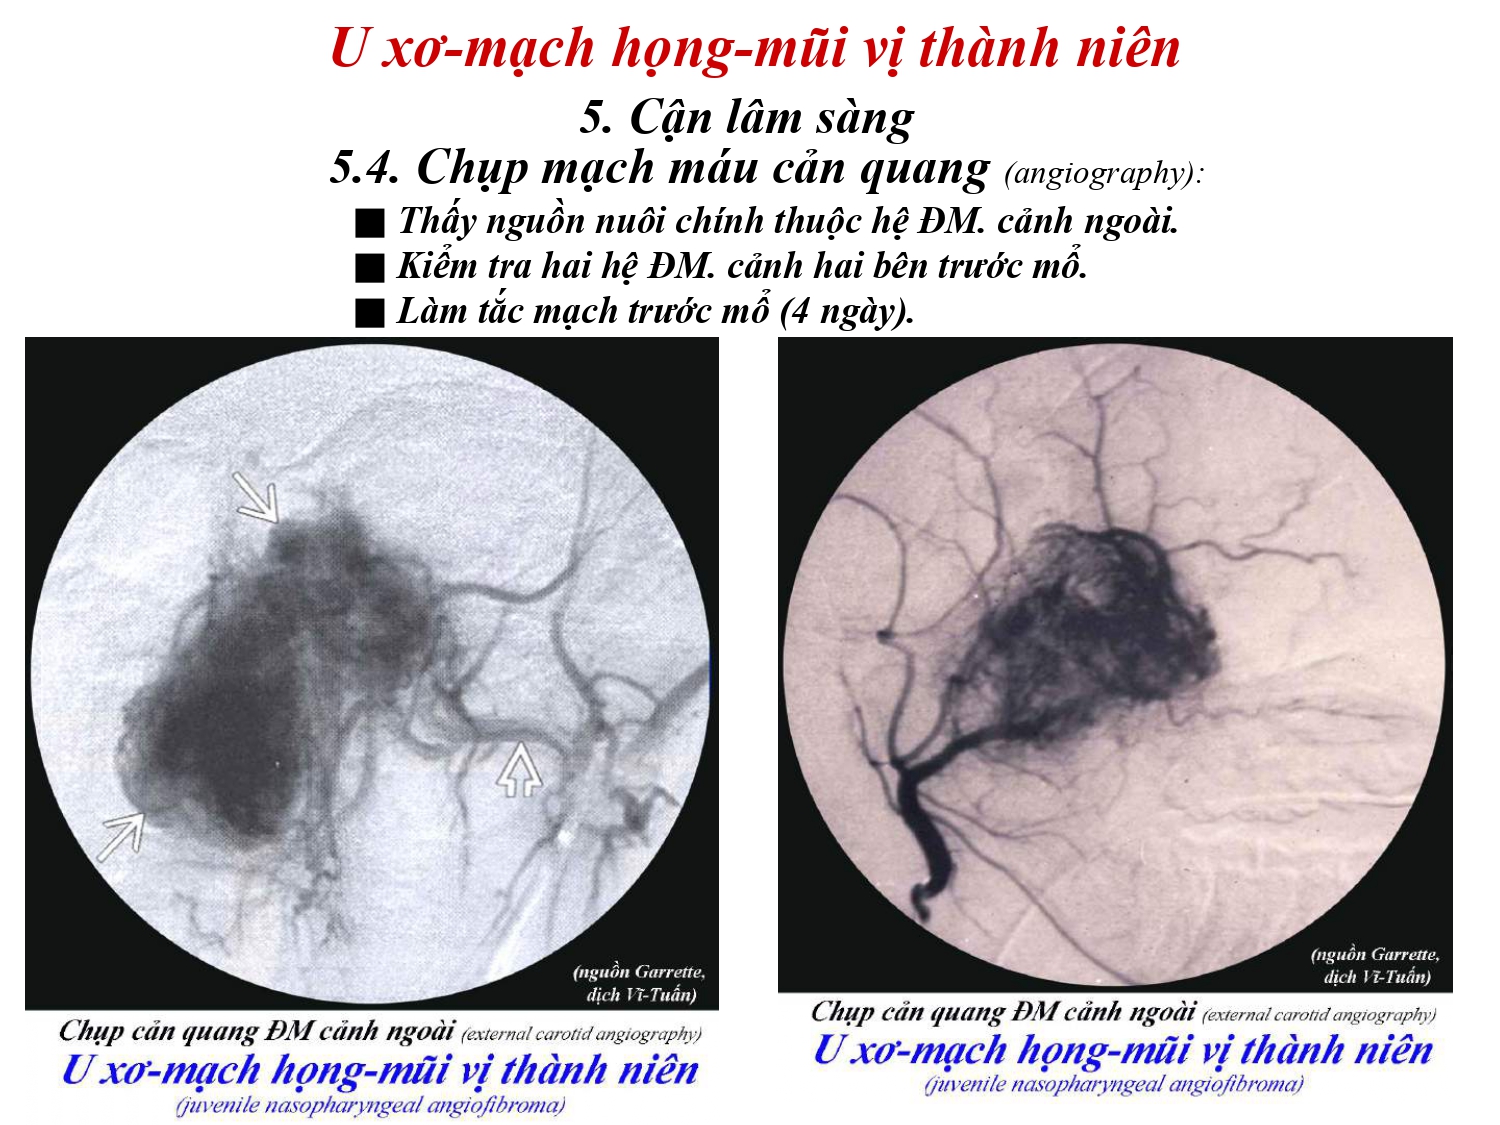 U xơ-mạch họng-mũi vị thành niên
5. Cận lâm sàng
5.4. Chụp mạch máu cản quang (angiography):
■ Thấy nguồn nuôi chính thuộc hệ ĐM. cảnh ngoài.
■ Kiểm tra hai hệ ĐM. cảnh hai bên trước mổ.
■ Làm tắc mạch trước mổ (4 ngày).
(nguồn Garrette,
dịch Vĩ-Tuấn)
Chụp cản quang ĐM cảnh ngoài (external carotid angiography)
U xơ-mạch họng-mũi vị thành niên
(juvenile nasopharyngeal angiofibroma)
(nguồn Garrette,
dịch Vĩ-Tuấn)
Chụp cản quang ĐM cảnh ngoài (external carotid angiography)
U xơ-mạch họng-mũi vị thành niên
(juvenile nasopharyngeal angiofibroma)